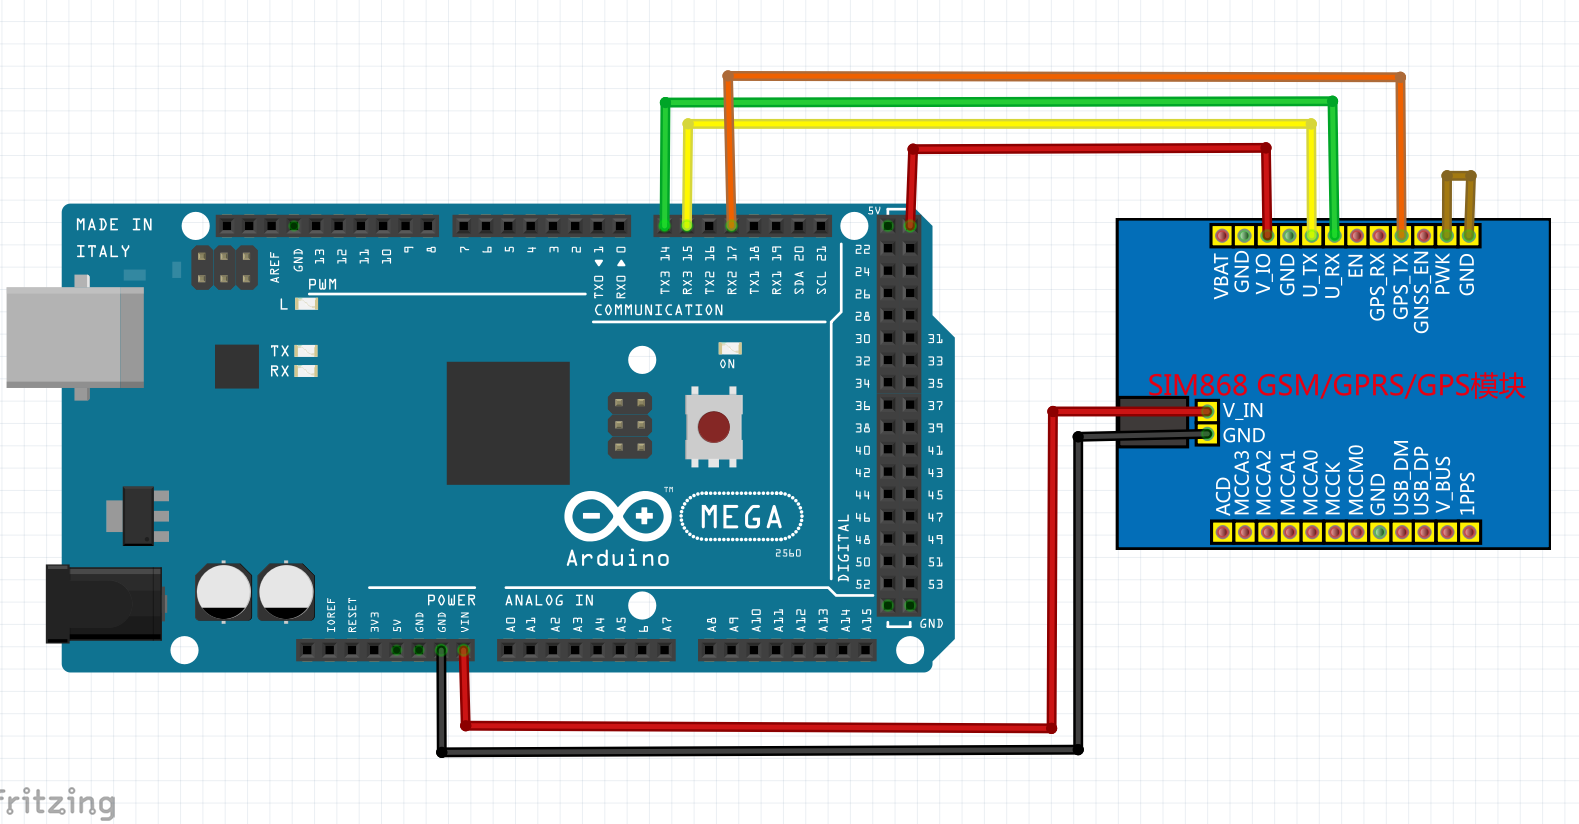 MADE IN
ITALY
AREF
GND
13
12
11
10
9
8
7
6
5
4
3
2
TX0 ▶ 1
RX0 ◀ 0
TX3 14
RX3 15
TX2 16
RX2 17
TX1 18
RX1 19
SDA 20
SCL 21
PWM
COMMUNICATION
L
TX
RX
ON
5V
22
24
26
28
30
31
32
33
34
35
36
37
38
39
40
41
42
43
44
45
46
47
48
49
50
51
52
53
GND
DIGITAL
TM
MEGA
Arduino
2560
POWER
ANALOG IN
IOREF
RESET
3V3
5V
GND
GND
VIN
A0
A1
A2
A3
A4
A5
6
A7
A8
A9
A10
A11
A12
A13
A14
A15
VBAT
GND
V_IO
GND
U_TX
U_RX
EN
GPS_RX
GPS_TX
GNSS_EN
PWK
GND
SIM868 GSM/GPRS/GPS模块
V_IN
GND
ACD
MCCA3
MCCA2
MCCA1
MCCA0
MCCK
MCCM0
GND
USB_DM
USB_DP
V_BUS
1PPS
fritzing